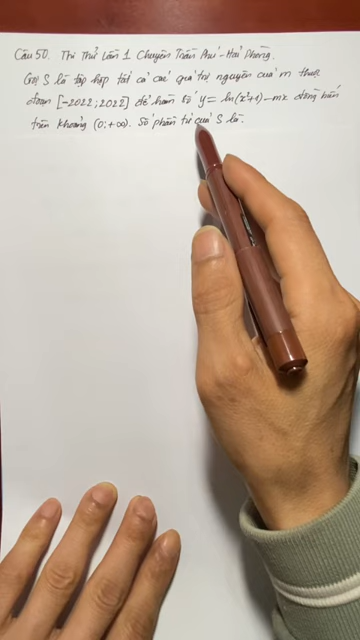 Câu 50. Thi Thử Lần 1 Chuyên Trần Phú - Hải Phòng.
Gọi S là tập hợp tất cả các giá trị nguyên của m thuộc
đoạn [-2022; 2022] để hàm số y = ln(x²+1) - mx đồng biến
trên khoảng (0; +∞). Số phần tử của S là.